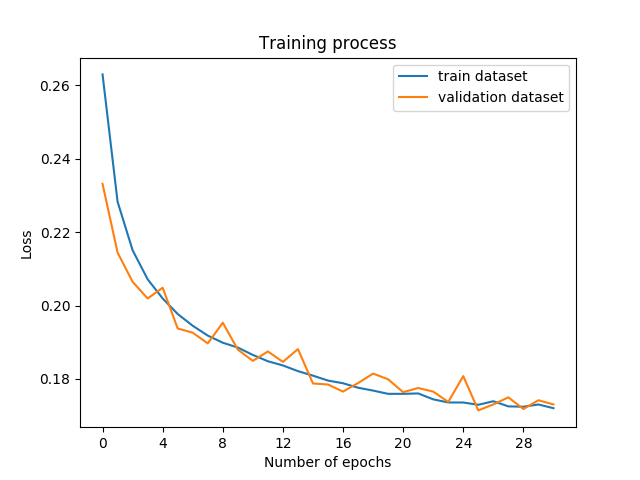 Training process
train dataset
validation dataset
Loss
0.26
0.24
0.22
0.20
0.18
0 4 8 12 16 20 24 28
Number of epochs